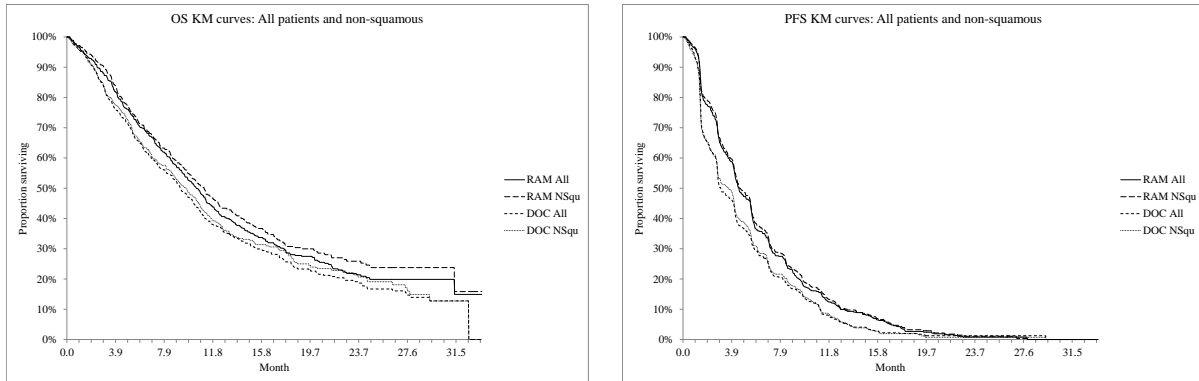 OS KM curves: All patients and non-squamous
100%
90%
80%
70%
60%
50%
40%
30%
20%
10%
0%
Proportion surviving
0.0 3.9 7.9 11.8 15.8 19.7 23.7 27.6 31.5
Month
RAM All
RAM NSqu
DOC All
DOC NSqu
PFS KM curves: All patients and non-squamous
100%
90%
80%
70%
60%
50%
40%
30%
20%
10%
0%
Proportion surviving
0.0 3.9 7.9 11.8 15.8 19.7 23.7 27.6 31.5
Month
RAM All
RAM NSqu
DOC All
DOC NSqu